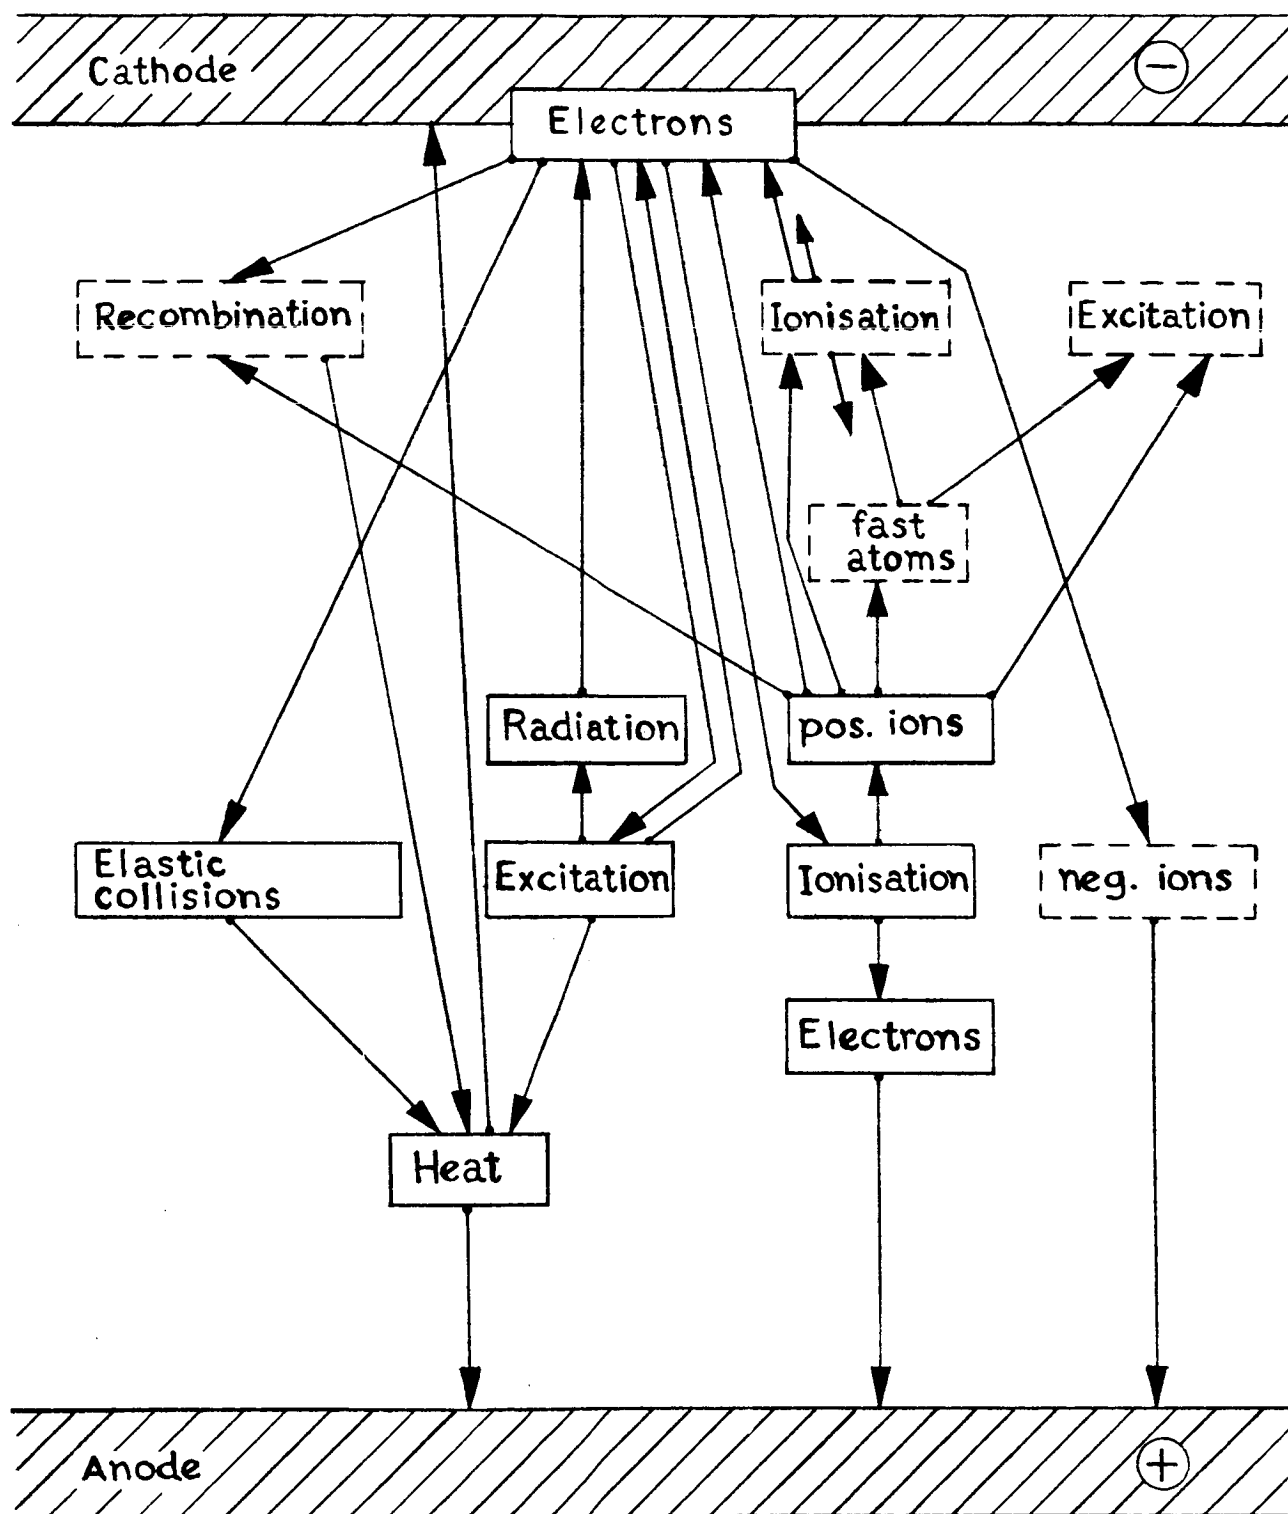 Cathode
−
Electrons
Recombination
Ionisation
Excitation
fast
atoms
Radiation
pos. ions
Elastic
collisions
Excitation
Ionisation
neg. ions
Electrons
Heat
Anode
+